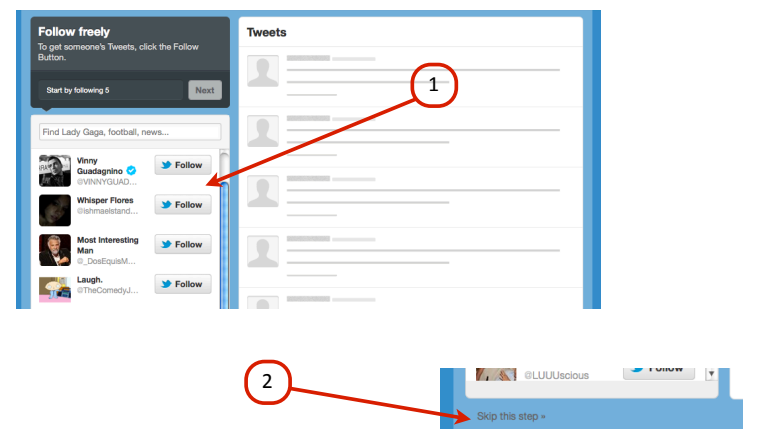 Follow freely
To get someone's Tweets, click the Follow
Button.
Start by following 5
Next
Find Lady Gaga, football, news...
Vinny
Guadagnino
@VINNYGUAD...
Follow
Whisper Flores
@ishmaelstand...
Follow
Most Interesting
Man
@_DosEquisM...
Follow
Laugh.
@TheComedyJ...
Follow
Tweets
1
2
@LUUUscious
Follow
Skip this step »